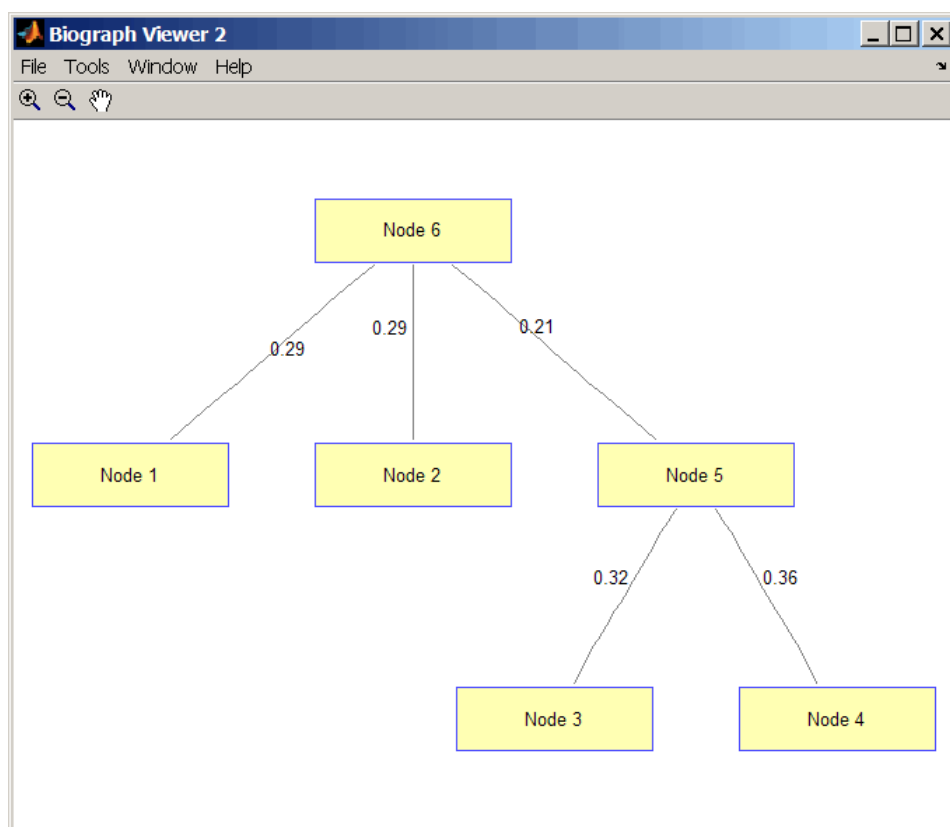 Biograph Viewer 2
File Tools Window Help
Node 6
0.29
0.29
0.21
Node 1
Node 2
Node 5
0.32
0.36
Node 3
Node 4